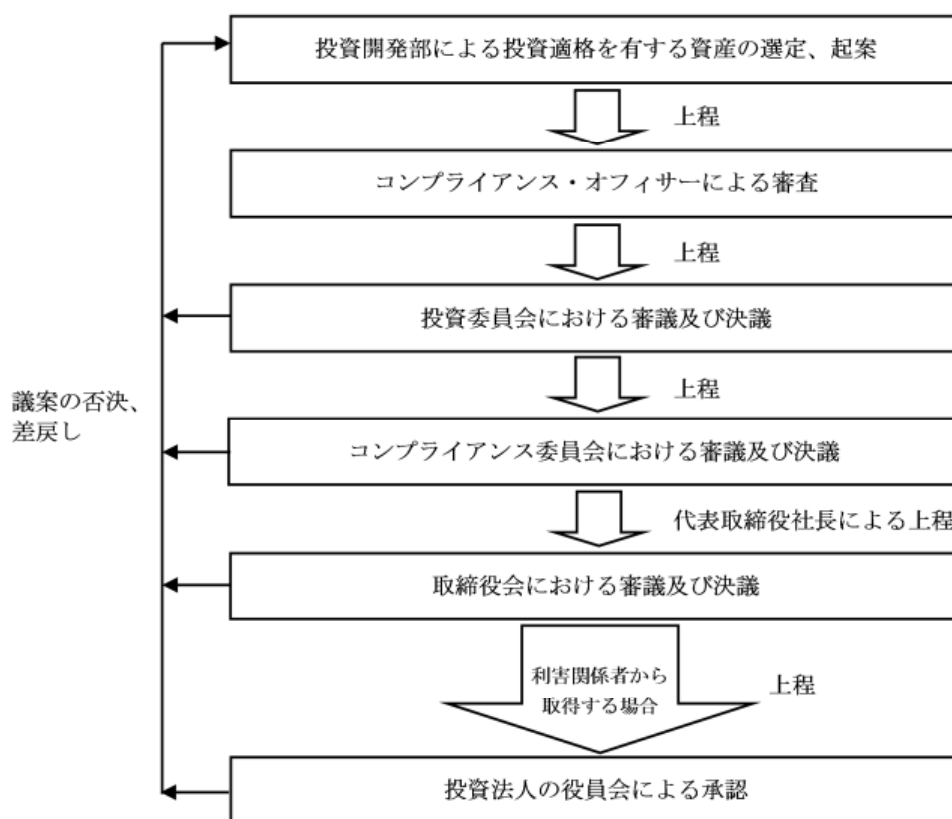 投資開発部による投資適格を有する資産の選定、起案
上程
コンプライアンス・オフィサーによる審査
上程
投資委員会における審議及び決議
上程
議案の否決、
差戻し
コンプライアンス委員会における審議及び決議
代表取締役社長による上程
取締役会における審議及び決議
利害関係者から
取得する場合
上程
投資法人の役員会による承認